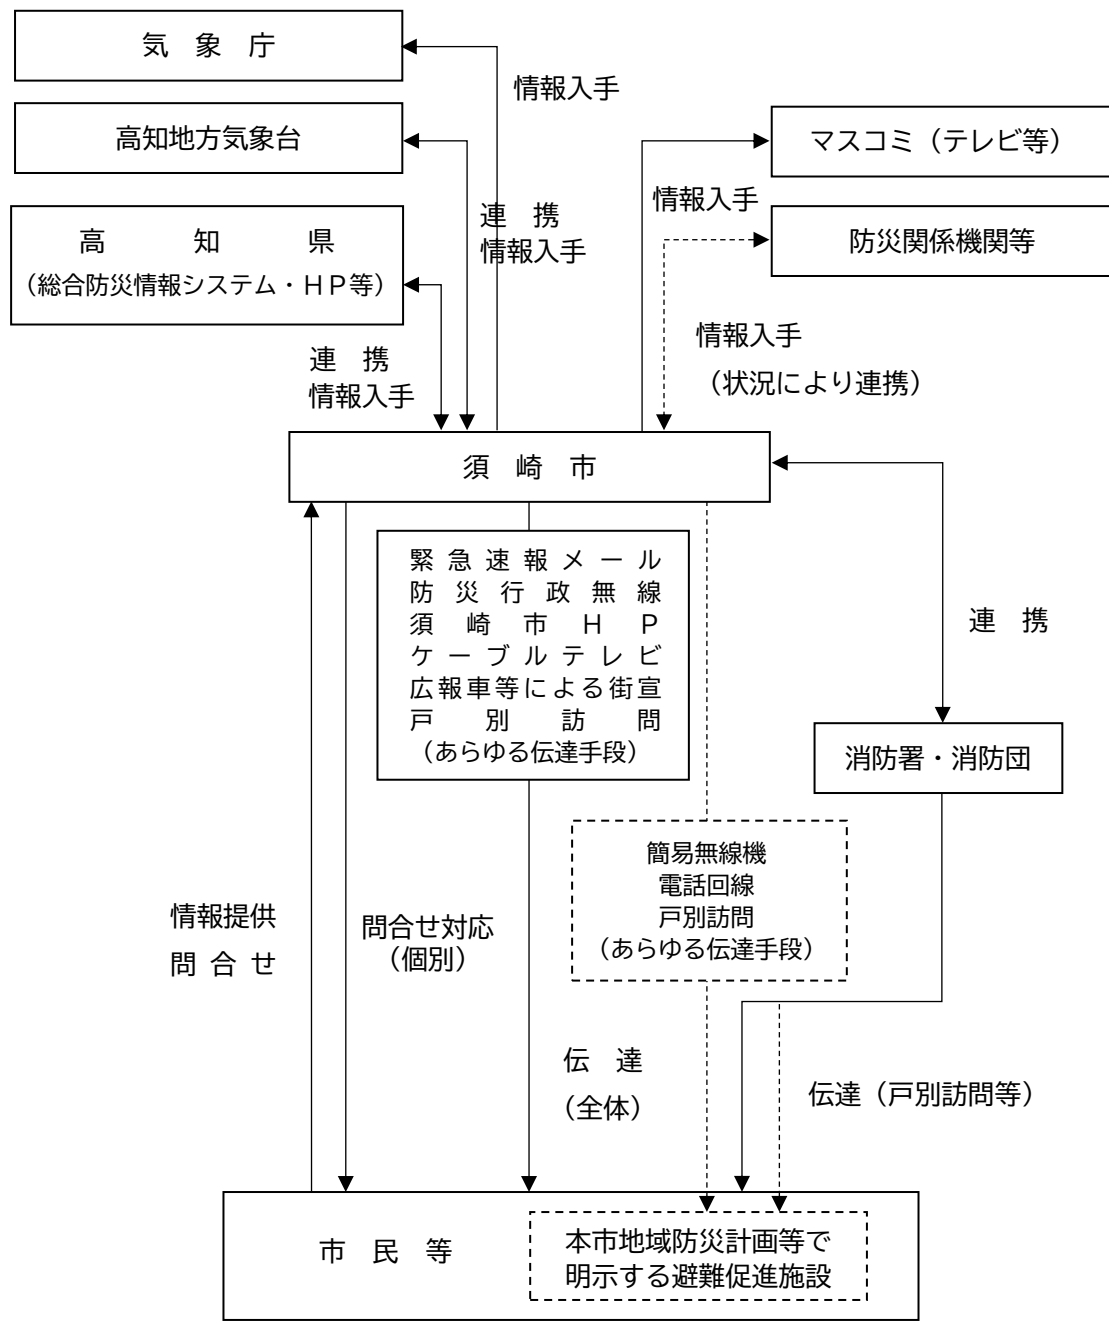 気　象　庁
情報入手
高知地方気象台
マスコミ（テレビ等）
連　携
情報入手
情報入手
高　知　県
（総合防災情報システム・ＨＰ等）
防災関係機関等
連　携
情報入手
情報入手
（状況により連携）
須　崎　市
緊急速報メール
防災行政無線
須崎市ＨＰ
ケーブルテレビ
広報車等による街宣
戸別訪問
（あらゆる伝達手段）
連　携
消防署・消防団
簡易無線機
電話回線
戸別訪問
（あらゆる伝達手段）
情報提供
問合せ
問合せ対応
（個別）
伝　達
（全体）
伝達（戸別訪問等）
市　民　等
本市地域防災計画等で
明示する避難促進施設